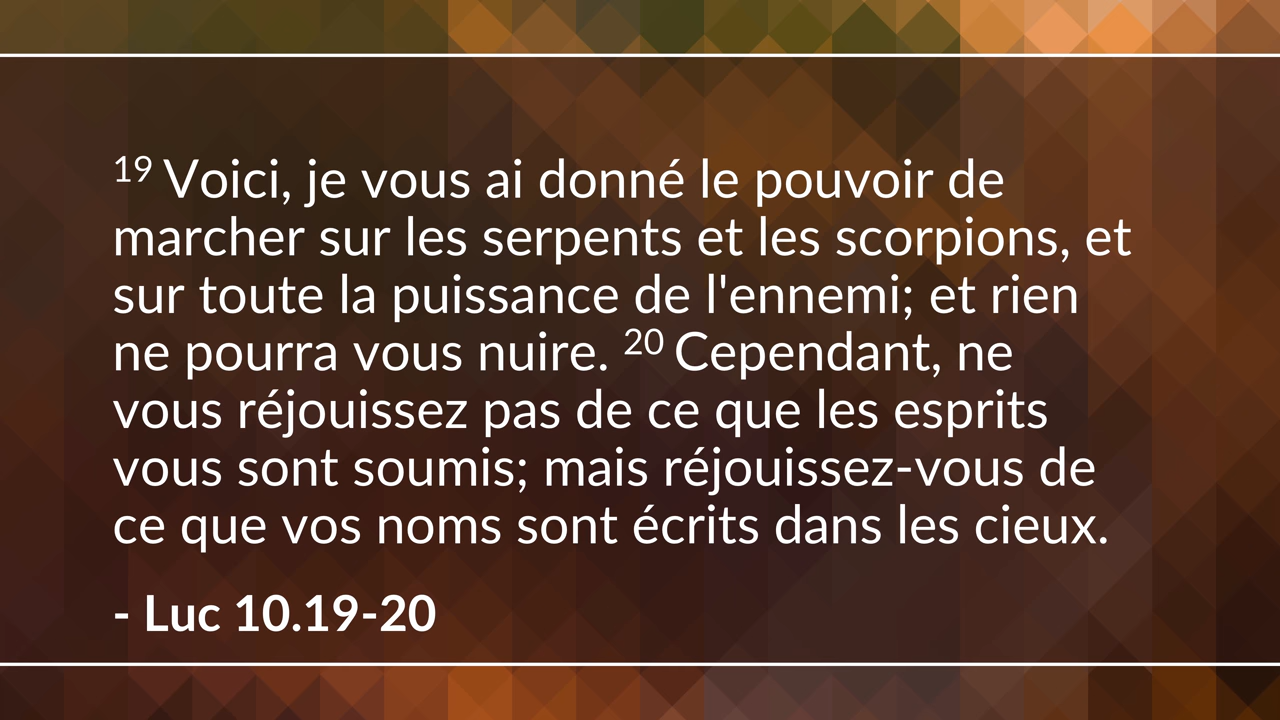 19 Voici, je vous ai donné le pouvoir de
marcher sur les serpents et les scorpions, et
sur toute la puissance de l'ennemi; et rien
ne pourra vous nuire. 20 Cependant, ne
vous réjouissez pas de ce que les esprits
vous sont soumis; mais réjouissez-vous de
ce que vos noms sont écrits dans les cieux.
- Luc 10.19-20